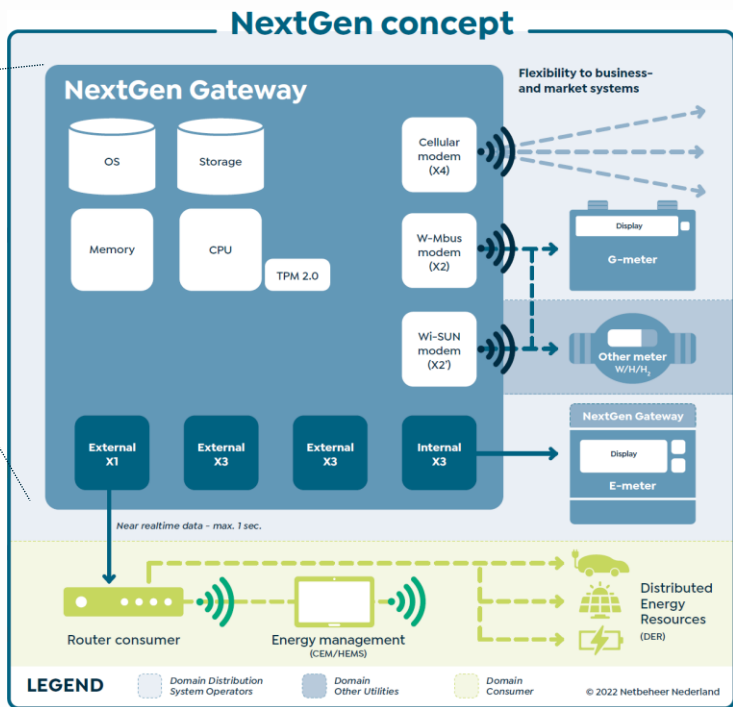 NextGen concept
NextGen Gateway
Flexibility to business-
and market systems
OS
Storage
Cellular
modem
(X4)
Memory
CPU
TPM 2.0
W-Mbus
modem
(X2)
Display
G-meter
Wi-SUN
modem
(X2')
Other meter
W/H/H₂
External
X1
External
X3
External
X3
Internal
X3
NextGen Gateway
Display
E-meter
Near realtime data - max. 1 sec.
Router consumer
Energy management
(CEM/HEMS)
Distributed
Energy
Resources
(DER)
LEGEND
Domain Distribution
System Operators
Domain
Other Utilities
Domain
Consumer
© 2022 Netbeheer Nederland